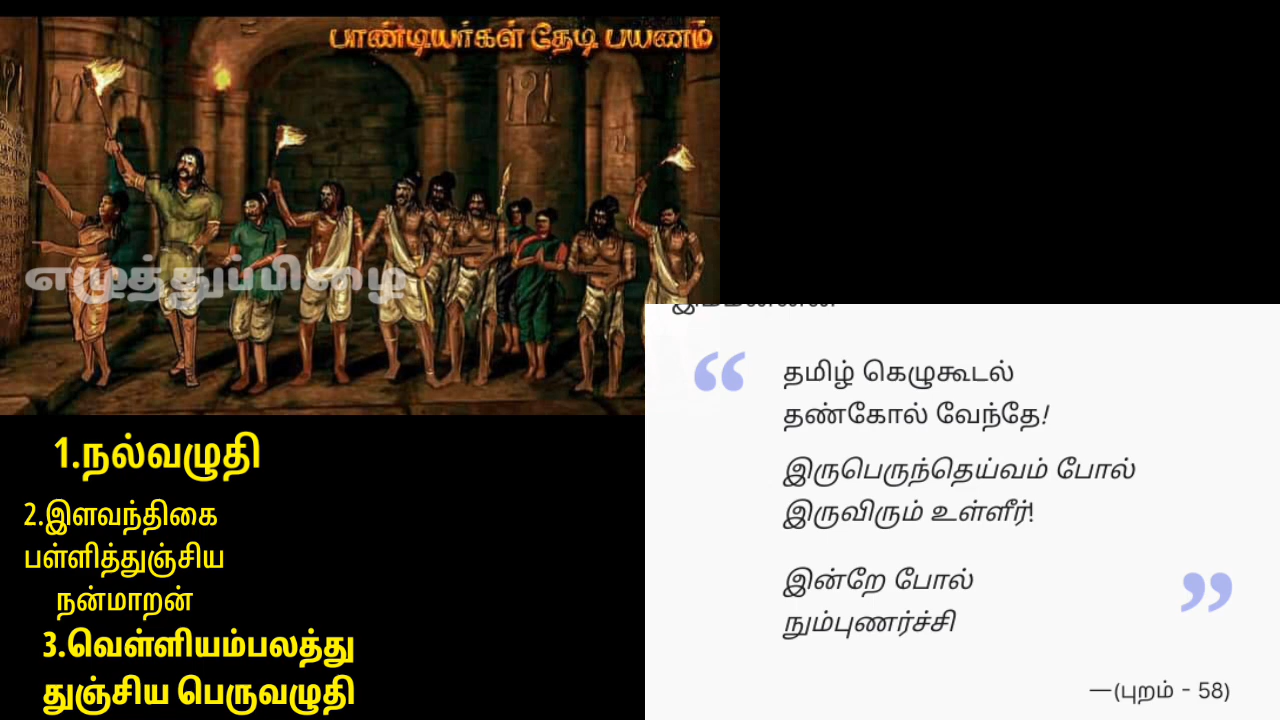 பாண்டியர்கள் தேடி பயணம்
எழுத்துப்பிழை
1.நல்வழுதி
2.இளவந்திகை
பள்ளித்துஞ்சிய
நன்மாறன்
3.வெள்ளியம்பலத்து
துஞ்சிய பெருவழுதி
“ தமிழ் கெழுகூடல்
தண்கோல் வேந்தே!
இருபெருந்தெய்வம் போல்
இருவிரும் உள்ளீர்!
இன்றே போல்
நும்புணர்ச்சி ”
—(புறம் - 58)